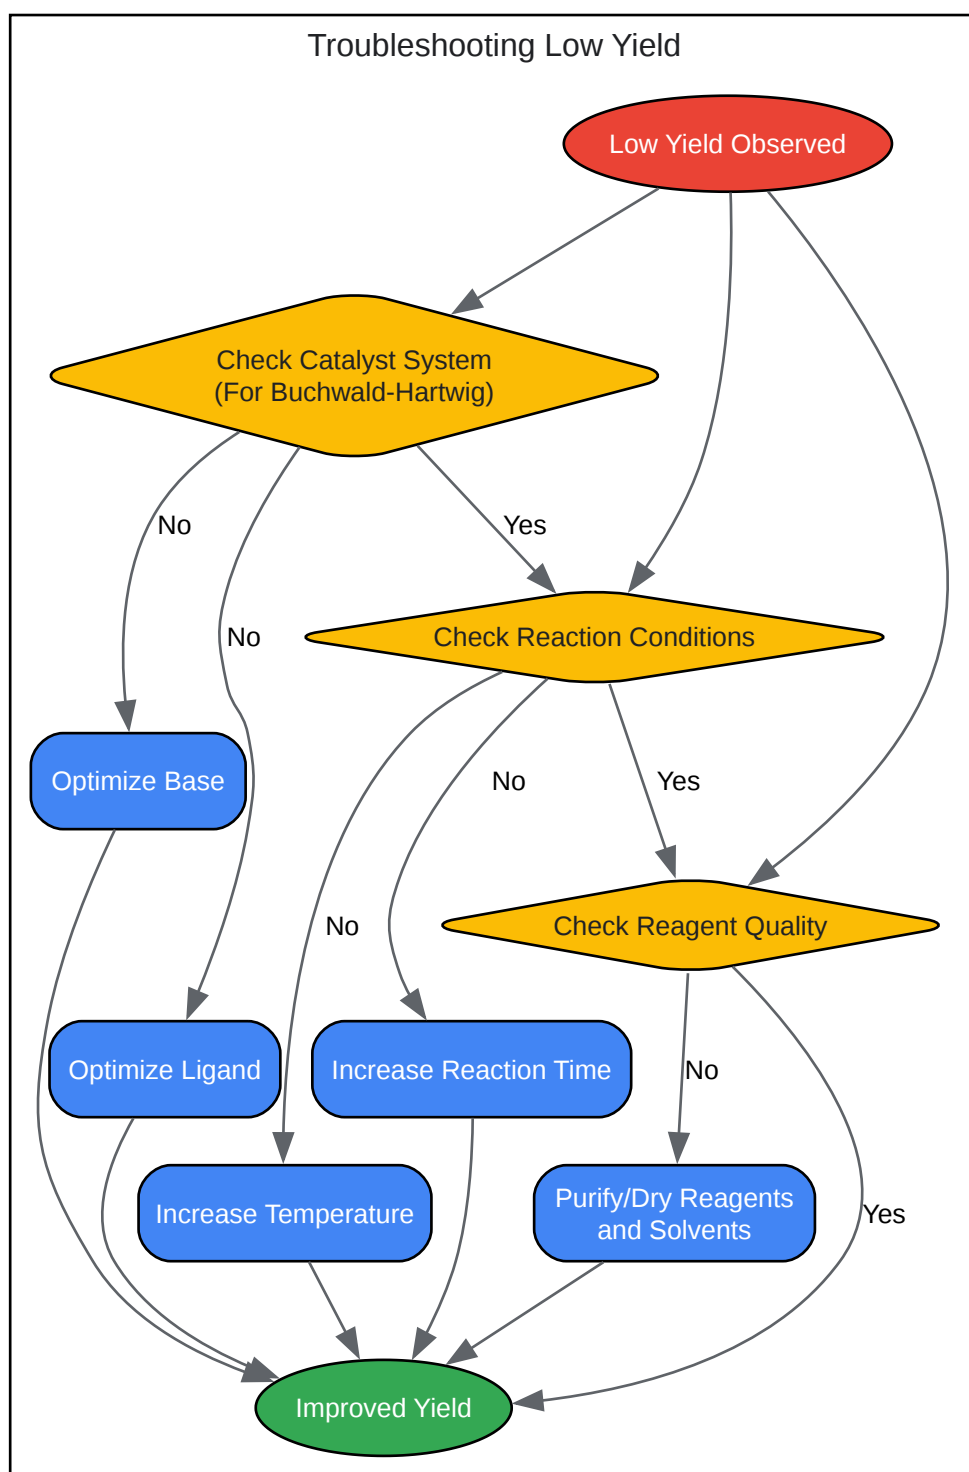 Troubleshooting Low Yield
Low Yield Observed
Check Catalyst System
(For Buchwald-Hartwig)
No
Yes
No
Check Reaction Conditions
Optimize Base
No
Yes
No
Check Reagent Quality
Optimize Ligand
Increase Reaction Time
No
Increase Temperature
Purify/Dry Reagents
and Solvents
Yes
Improved Yield